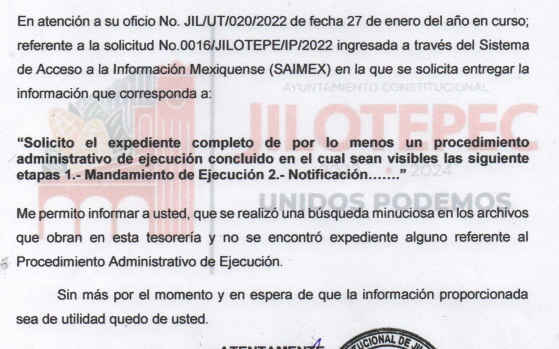 En atención a su oficio No. JIL/UT/020/2022 de fecha 27 de enero del año en curso;
referente a la solicitud No.0016/JILOTEPE/IP/2022 ingresada a través del Sistema
de Acceso a la Información Mexiquense (SAIMEX) en la que se solicita entregar la
información que corresponda a:
AYUNTAMIENTO CONSTITUCIONAL
JILOTEPEC
“Solicito el expediente completo de por lo menos un procedimiento
administrativo de ejecución concluido en el cual sean visibles las siguiente
etapas 1.- Mandamiento de Ejecución 2.- Notificación…….”
2024
UNIDOS PODEMOS
Me permito informar a usted, que se realizó una búsqueda minuciosa en los archivos
que obran en esta tesorería y no se encontró expediente alguno referente al
Procedimiento Administrativo de Ejecución.
Sin más por el momento y en espera de que la información proporcionada
sea de utilidad quedo de usted.
ATENTAMENTE